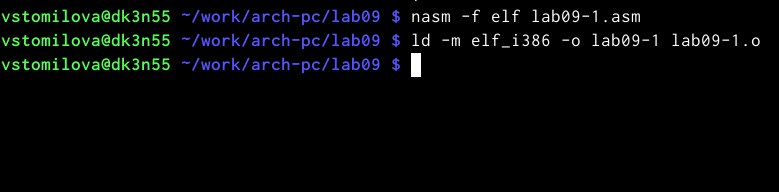 vstomilova@dk3n55 ~/work/arch-pc/lab09 $ nasm -f elf lab09-1.asm
vstomilova@dk3n55 ~/work/arch-pc/lab09 $ ld -m elf_i386 -o lab09-1 lab09-1.o
vstomilova@dk3n55 ~/work/arch-pc/lab09 $